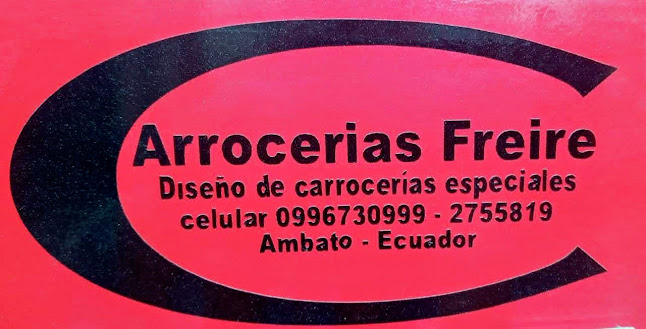 CArrocerias Freire
Diseño de carrocerías especiales
celular 0996730999 - 2755819
Ambato - Ecuador